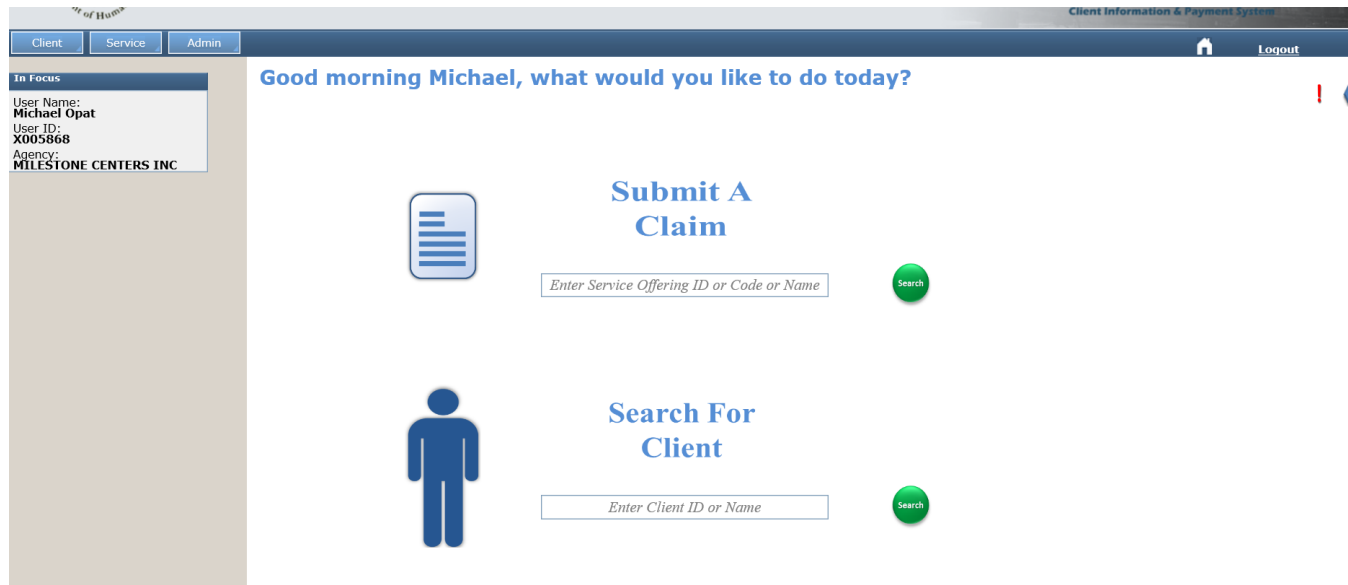 of Human
Client Information & Payment System
Client
Service
Admin
Logout
In Focus
User Name:
Michael Opat
User ID:
X005868
Agency:
MILESTONE CENTERS INC
Good morning Michael, what would you like to do today?
!
Submit A
Claim
Enter Service Offering ID or Code or Name
Search
Search For
Client
Enter Client ID or Name
Search